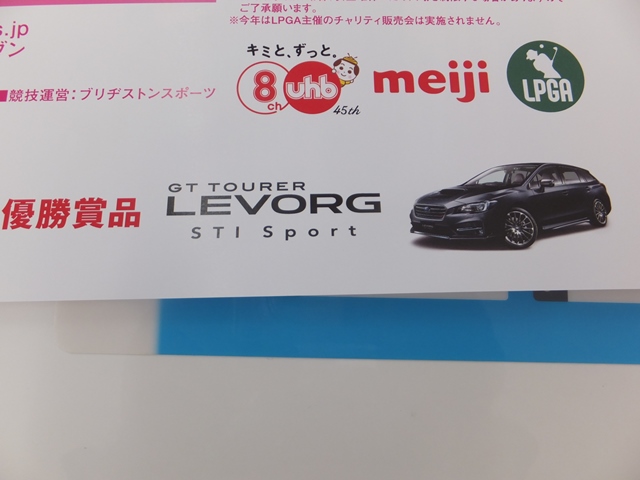 ご了承願います。
※今年はLPGA主催のチャリティ販売会は実施されません。
s.jp
ブン
■競技運営：ブリヂストンスポーツ
キミと、ずっと。
8ch
uhb
45th
meiji
LPGA
優勝賞品
GT TOURER
LEVORG
STI Sport